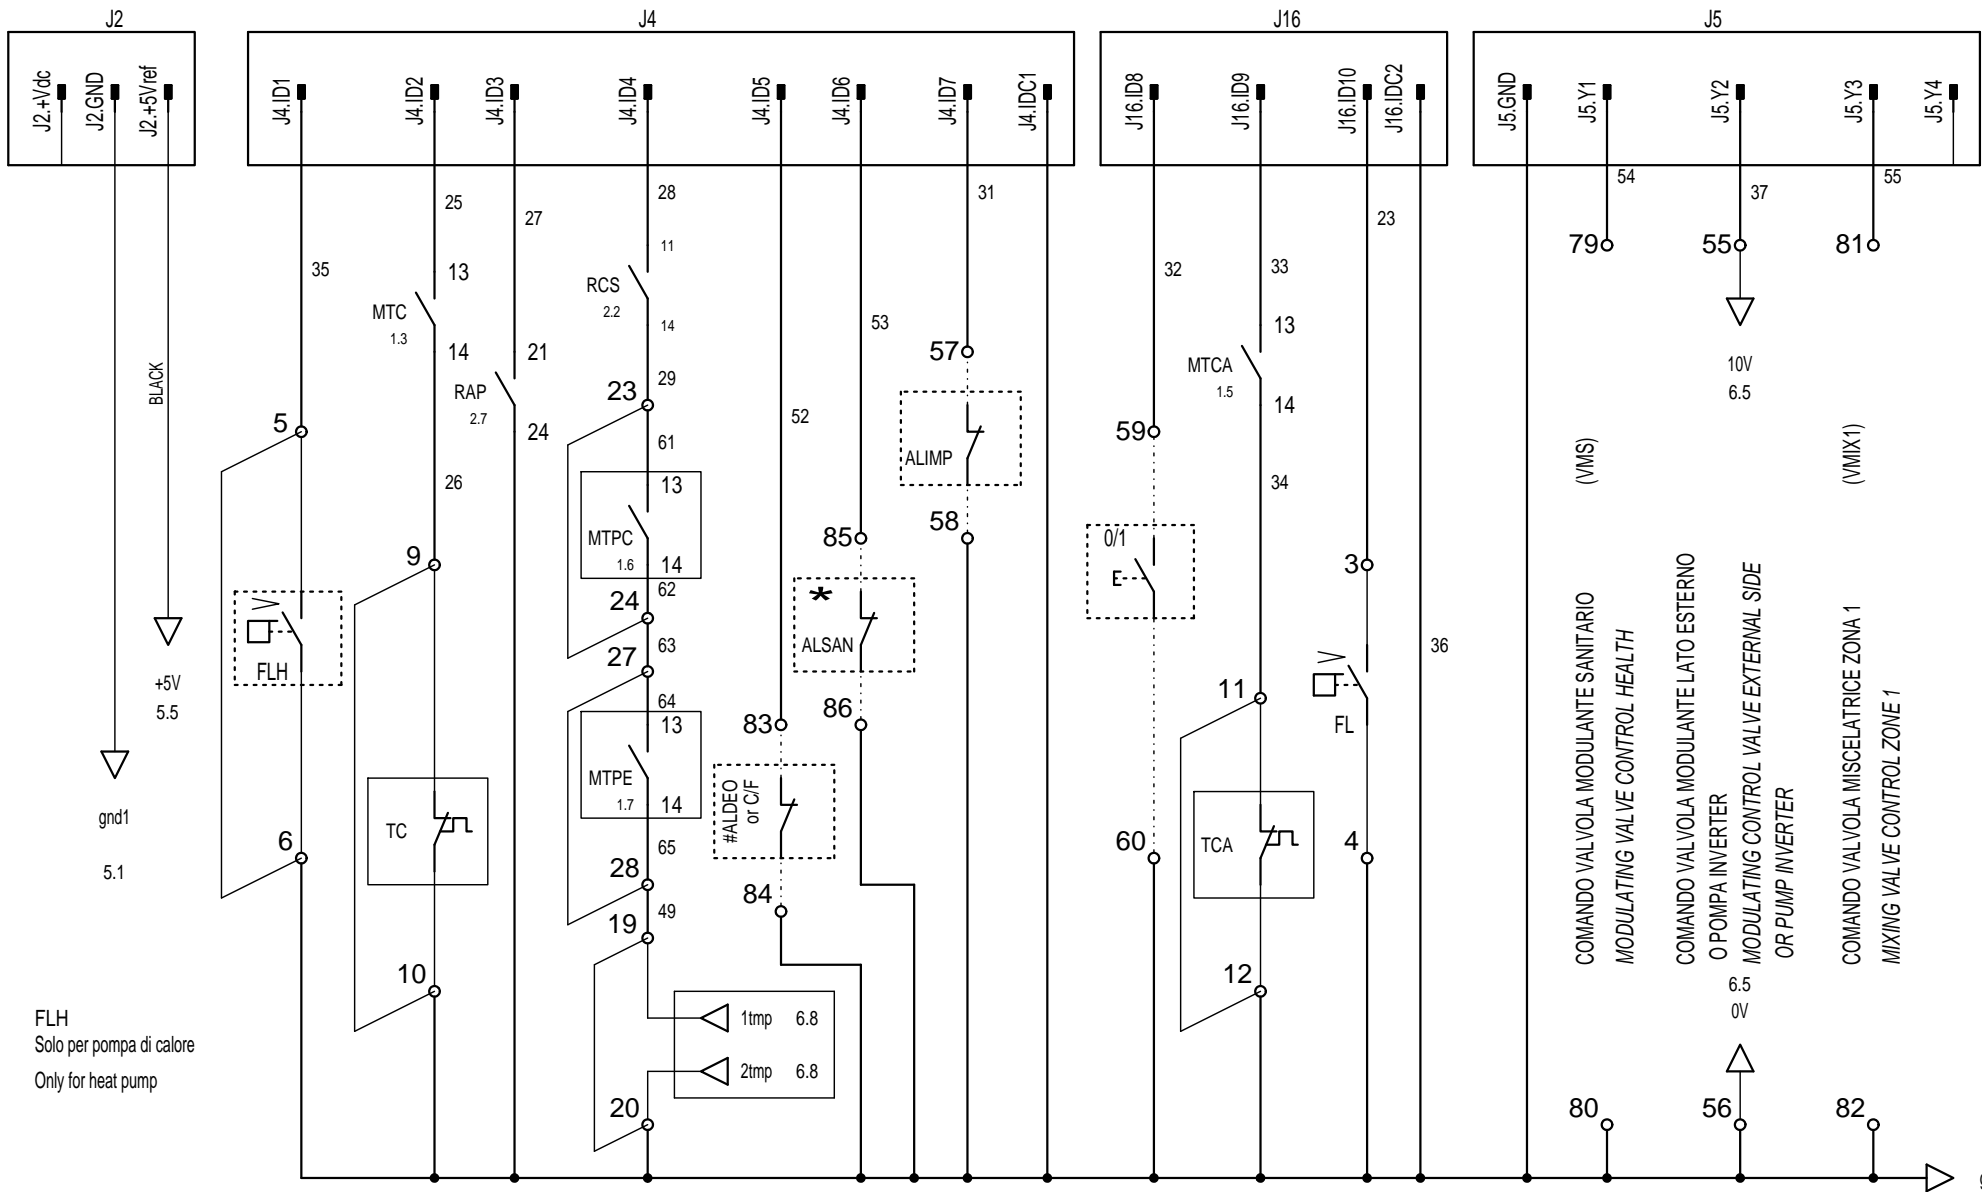 J2
J4
J16
J5
J2.+Vdc
J2.GND
J2.+5Vref
J4.ID1
J4.ID2
J4.ID3
J4.ID4
J4.ID5
J4.ID6
J4.ID7
J4.IDC1
J16.ID8
J16.ID9
J16.ID10
J16.IDC2
J5.GND
J5.Y1
J5.Y2
J5.Y3
J5.Y4
25
27
28
31
23
54
37
55
35
13
11
53
32
33
79
55
81
MTC
1.3
14
RCS
2.2
14
57
13
10V
6.5
BLACK
21
RAP
2.7
24
29
23
52
MTCA
1.5
14
5
61
ALIMP
59
(VMS)
(VMIX1)
26
13
MTPC
1.6
14
58
34
9
62
24
85
0/1
3
63
*
ALSAN
FLH
27
64
86
36
11
FL
+5V
5.5
13
MTPE
1.7
14
83
#ALDEO
or C/F
gnd1
5.1
TC
TCA
6
65
28
84
60
4
49
19
10
12
COMANDO VALVOLA MODULANTE SANITARIO
MODULATING VALVE CONTROL HEALTH
COMANDO VALVOLA MODULANTE LATO ESTERNO
O POMPA INVERTER
MODULATING CONTROL VALVE EXTERNAL SIDE
OR PUMP INVERTER
COMANDO VALVOLA MISCELATRICE ZONA 1
MIXING VALVE CONTROL ZONE 1
6.5
0V
FLH
Solo per pompa di calore
Only for heat pump
1tmp 6.8
2tmp 6.8
20
80
56
82